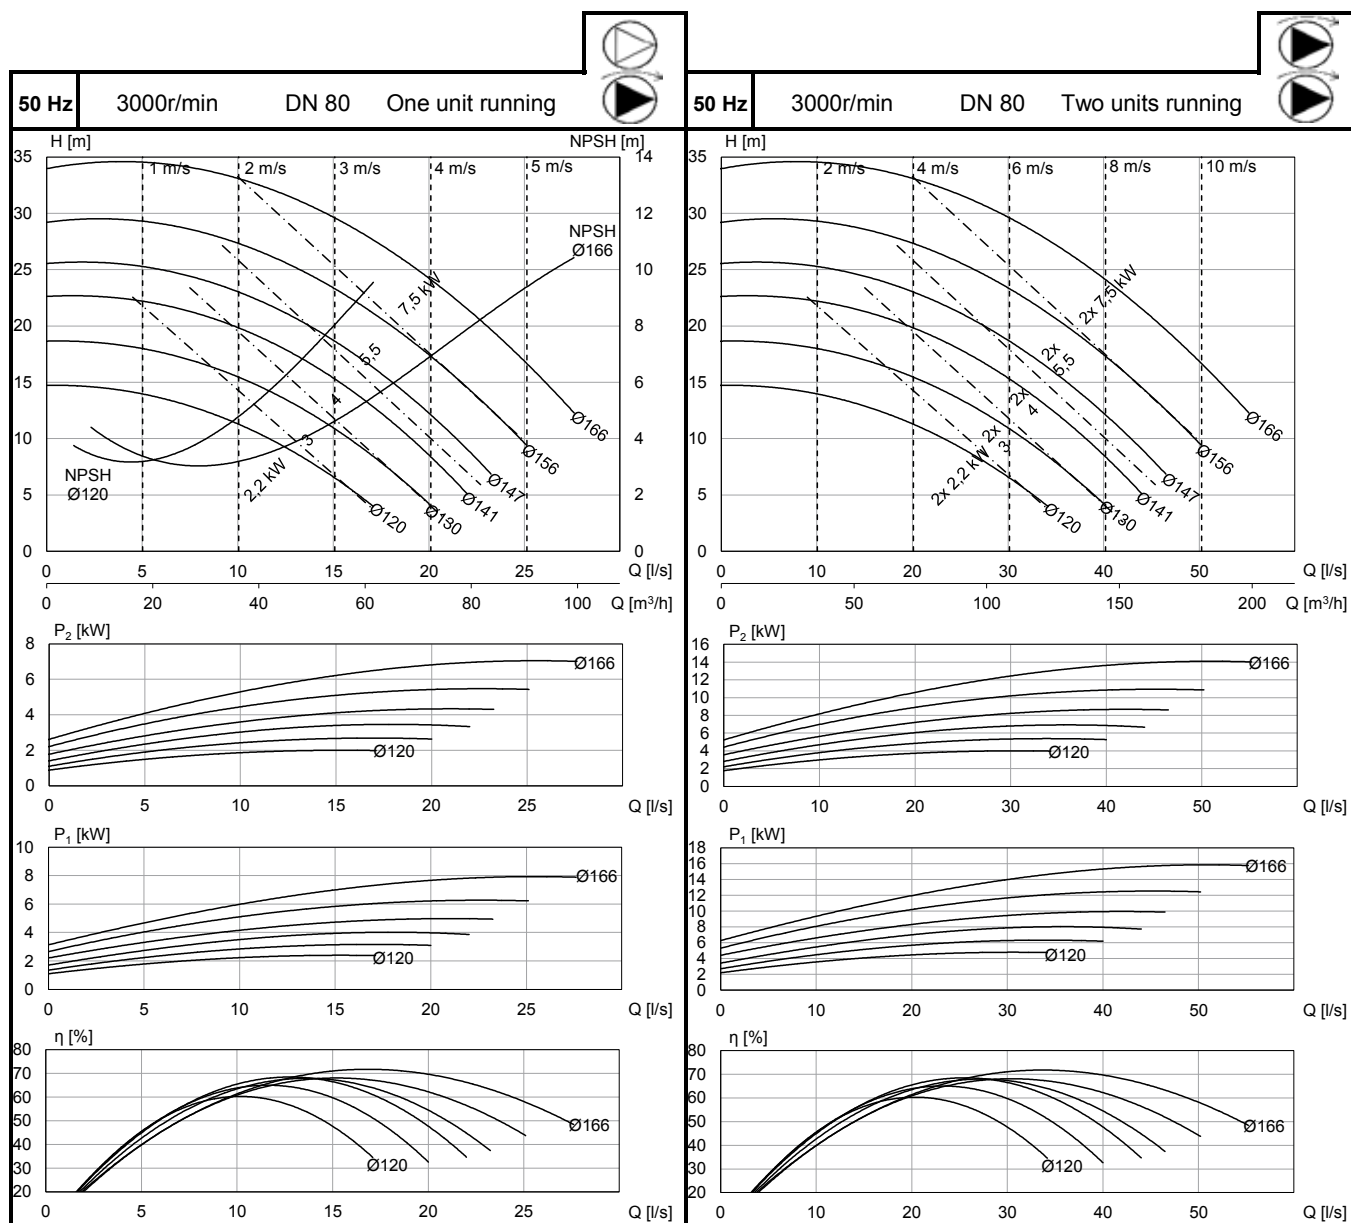 50 Hz 3000r/min DN 80 One unit running
H [m] NPSH [m]
35 1 m/s 2 m/s 3 m/s 4 m/s 5 m/s 14
30 12
NPSH
Ø166
25 10
7,5 kW
20 8
5,5
15 6
4
Ø166
10 3 4
Ø156
NPSH
Ø120
2,2 kW
Ø147
5 Ø141 2
Ø120 Ø130
0 0
0 5 10 15 20 25 Q [l/s]
0 20 40 60 80 100 Q [m³/h]
P₂ [kW]
8
Ø166
6
4
2 Ø120
0
0 5 10 15 20 25 Q [l/s]
P₁ [kW]
10
8 Ø166
6
4
2 Ø120
0
0 5 10 15 20 25 Q [l/s]
η [%]
80
70
60
50 Ø166
40
30 Ø120
20
0 5 10 15 20 25 Q [l/s]
50 Hz 3000r/min DN 80 Two units running
H [m]
35 2 m/s 4 m/s 6 m/s 8 m/s 10 m/s
30
25
2x 7,5 kW
20
2x
5,5
15
2x
4
Ø166
10 2x
3
Ø156
2x 2,2 kW
Ø147
5 Ø141
Ø120 Ø130
0
0 10 20 30 40 50 Q [l/s]
0 50 100 150 200 Q [m³/h]
P₂ [kW]
16
14 Ø166
12
10
8
6
4 Ø120
2
0
0 10 20 30 40 50 Q [l/s]
P₁ [kW]
18
16 Ø166
14
12
10
8
6
4 Ø120
2
0
0 10 20 30 40 50 Q [l/s]
η [%]
80
70
60
50 Ø166
40
30 Ø120
20
0 10 20 30 40 50 Q [l/s]